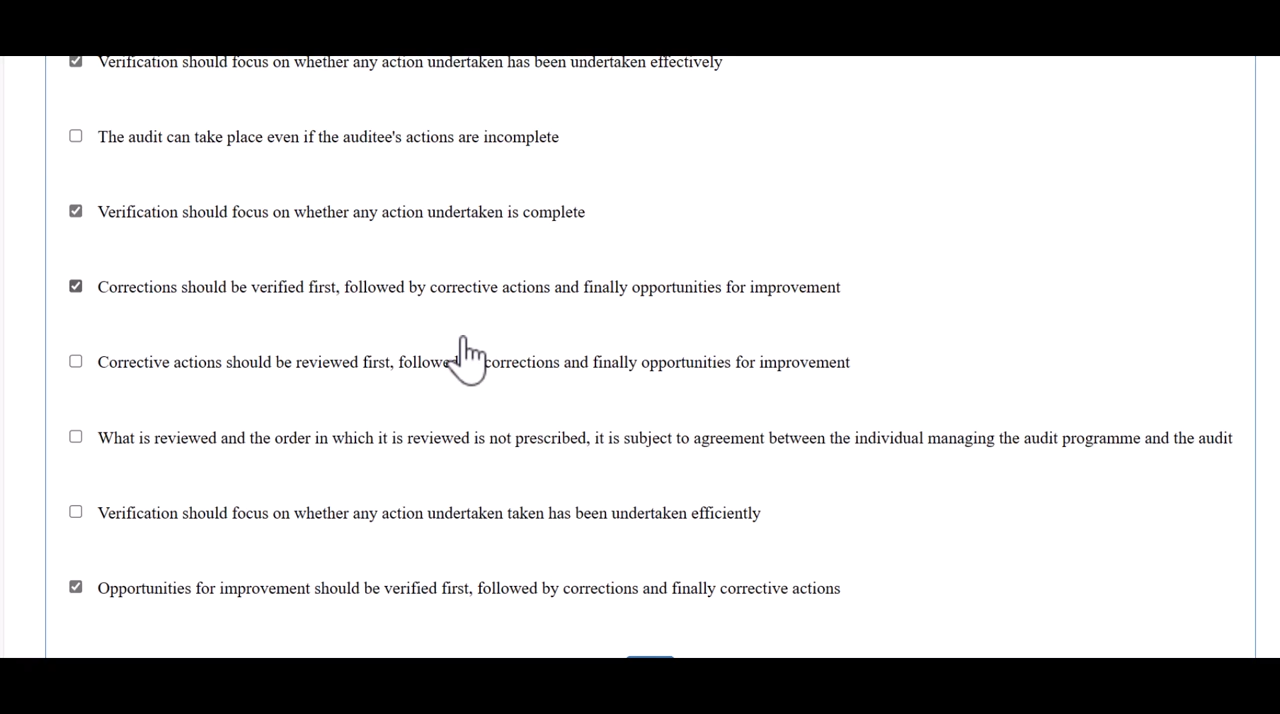 Verification should focus on whether any action undertaken has been undertaken effectively
The audit can take place even if the auditee's actions are incomplete
Verification should focus on whether any action undertaken is complete
Corrections should be verified first, followed by corrective actions and finally opportunities for improvement
Corrective actions should be reviewed first, followed corrections and finally opportunities for improvement
What is reviewed and the order in which it is reviewed is not prescribed, it is subject to agreement between the individual managing the audit programme and the audit
Verification should focus on whether any action undertaken taken has been undertaken efficiently
Opportunities for improvement should be verified first, followed by corrections and finally corrective actions